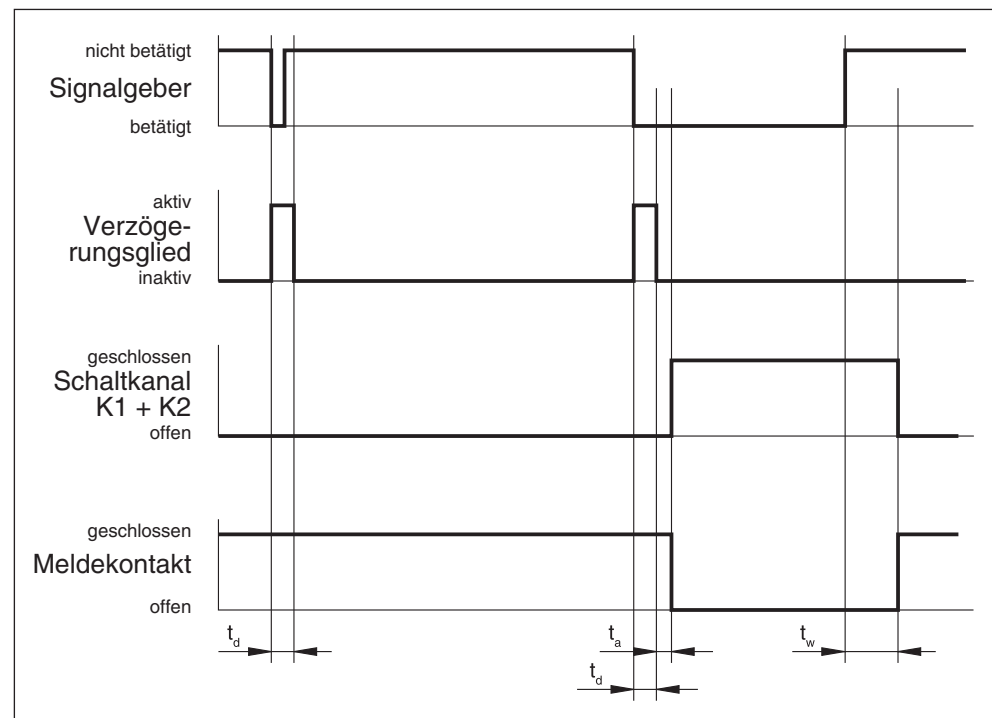 nicht betätigt
Signalgeber
betätigt
aktiv
Verzöge-
rungsglied
inaktiv
geschlossen
Schaltkanal
K1 + K2
offen
geschlossen
Meldekontakt
offen
td
ta
tw
td